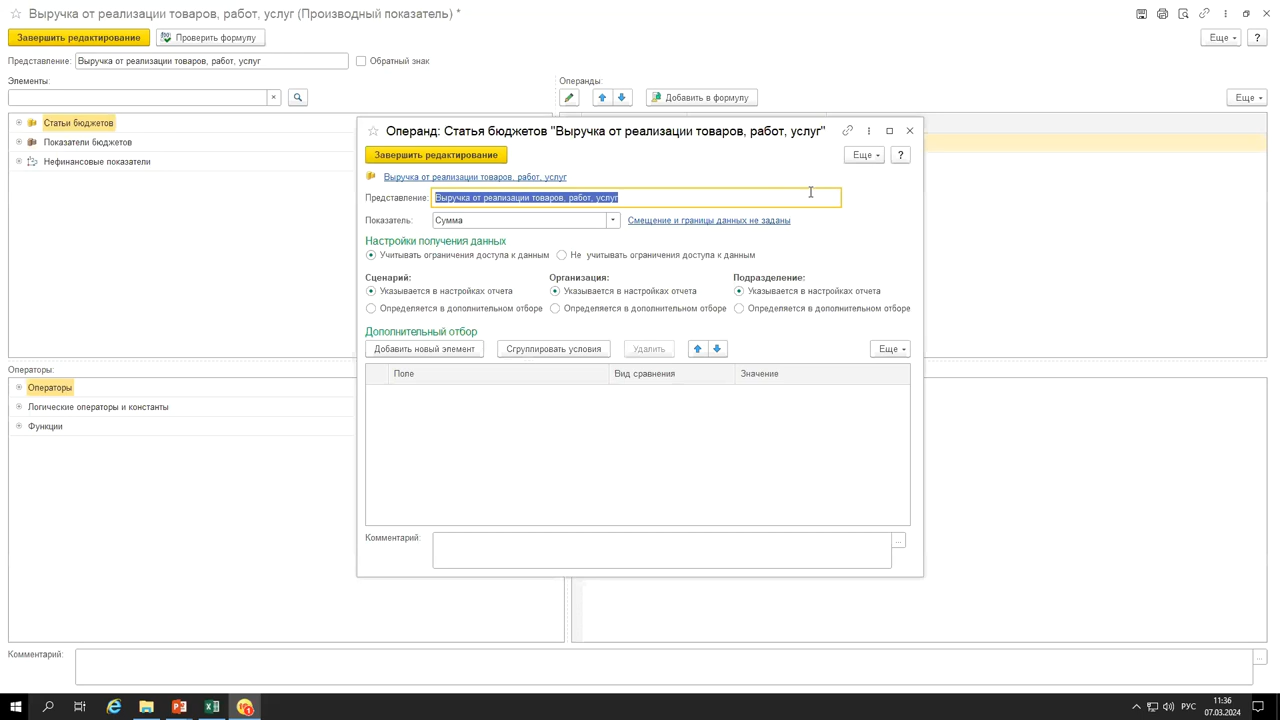 Выручка от реализации товаров, работ, услуг (Производный показатель) *
Завершить редактирование
Проверить формулу
Еще
?
Представление:
Выручка от реализации товаров, работ, услуг
Обратный знак
Элементы:
Операнды:
Добавить в формулу
Еще
Статьи бюджетов
Показатели бюджетов
Нефинансовые показатели
Операнд: Статья бюджетов "Выручка от реализации товаров, работ, услуг"
Завершить редактирование
Еще
?
Выручка от реализации товаров, работ, услуг
Представление:
Выручка от реализации товаров, работ, услуг
Показатель:
Сумма
Смещение и границы данных не заданы
Настройки получения данных
Учитывать ограничения доступа к данным
Не учитывать ограничения доступа к данным
Сценарий:
Организация:
Подразделение:
Указывается в настройках отчета
Указывается в настройках отчета
Указывается в настройках отчета
Определяется в дополнительном отборе
Определяется в дополнительном отборе
Определяется в дополнительном отборе
Дополнительный отбор
Добавить новый элемент
Сгруппировать условия
Удалить
Еще
Поле
Вид сравнения
Значение
Комментарий:
...
Операторы:
Операторы
Логические операторы и константы
Функции
Комментарий:
...
РУС
11:36
07.03.2024